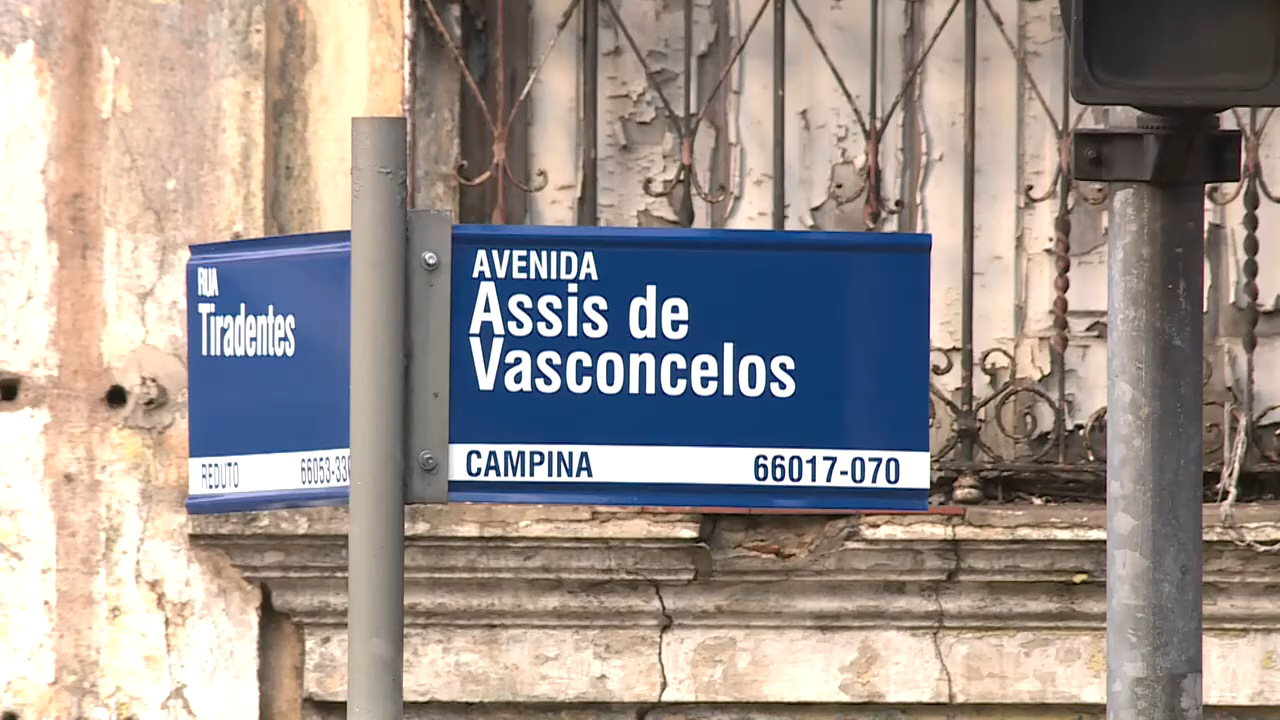 RUA
Tiradentes
REDUTO
AVENIDA
Assis de
Vasconcelos
CAMPINA 66017-070